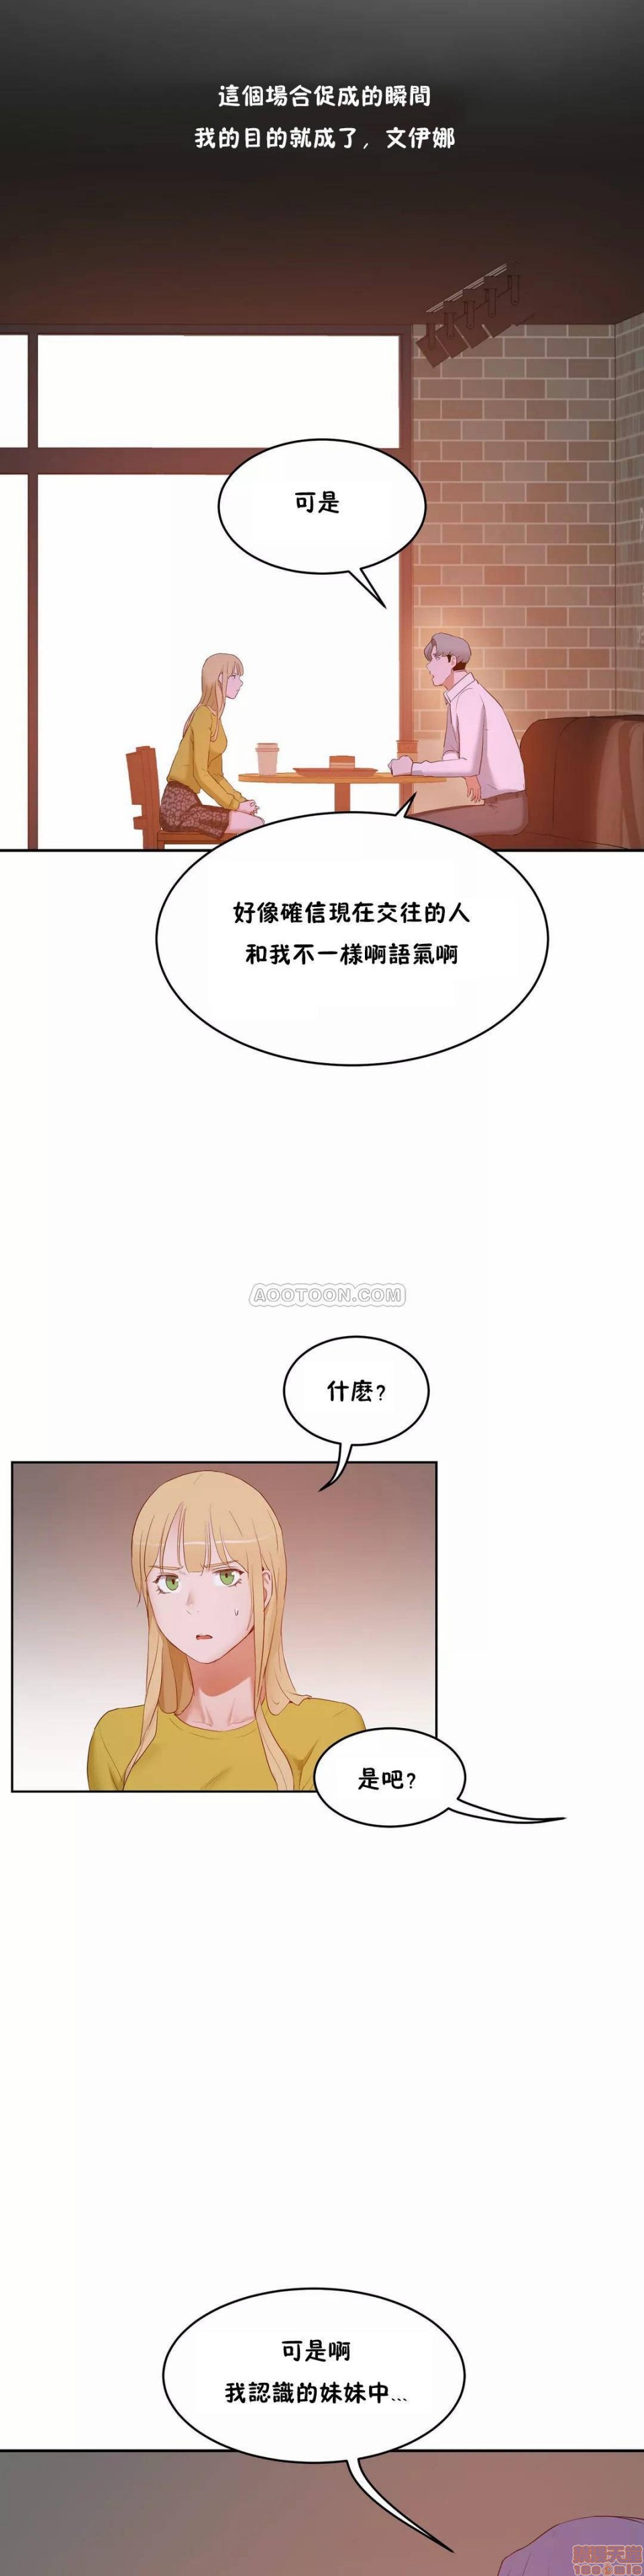 這個場合促成的瞬間
我的目的就成了，文伊娜
可是
好像確信現在交往的人
和我不一樣啊語氣啊
AOOTOON.COM
什麽?
是吧?
可是啊
我認識的妹妹中...